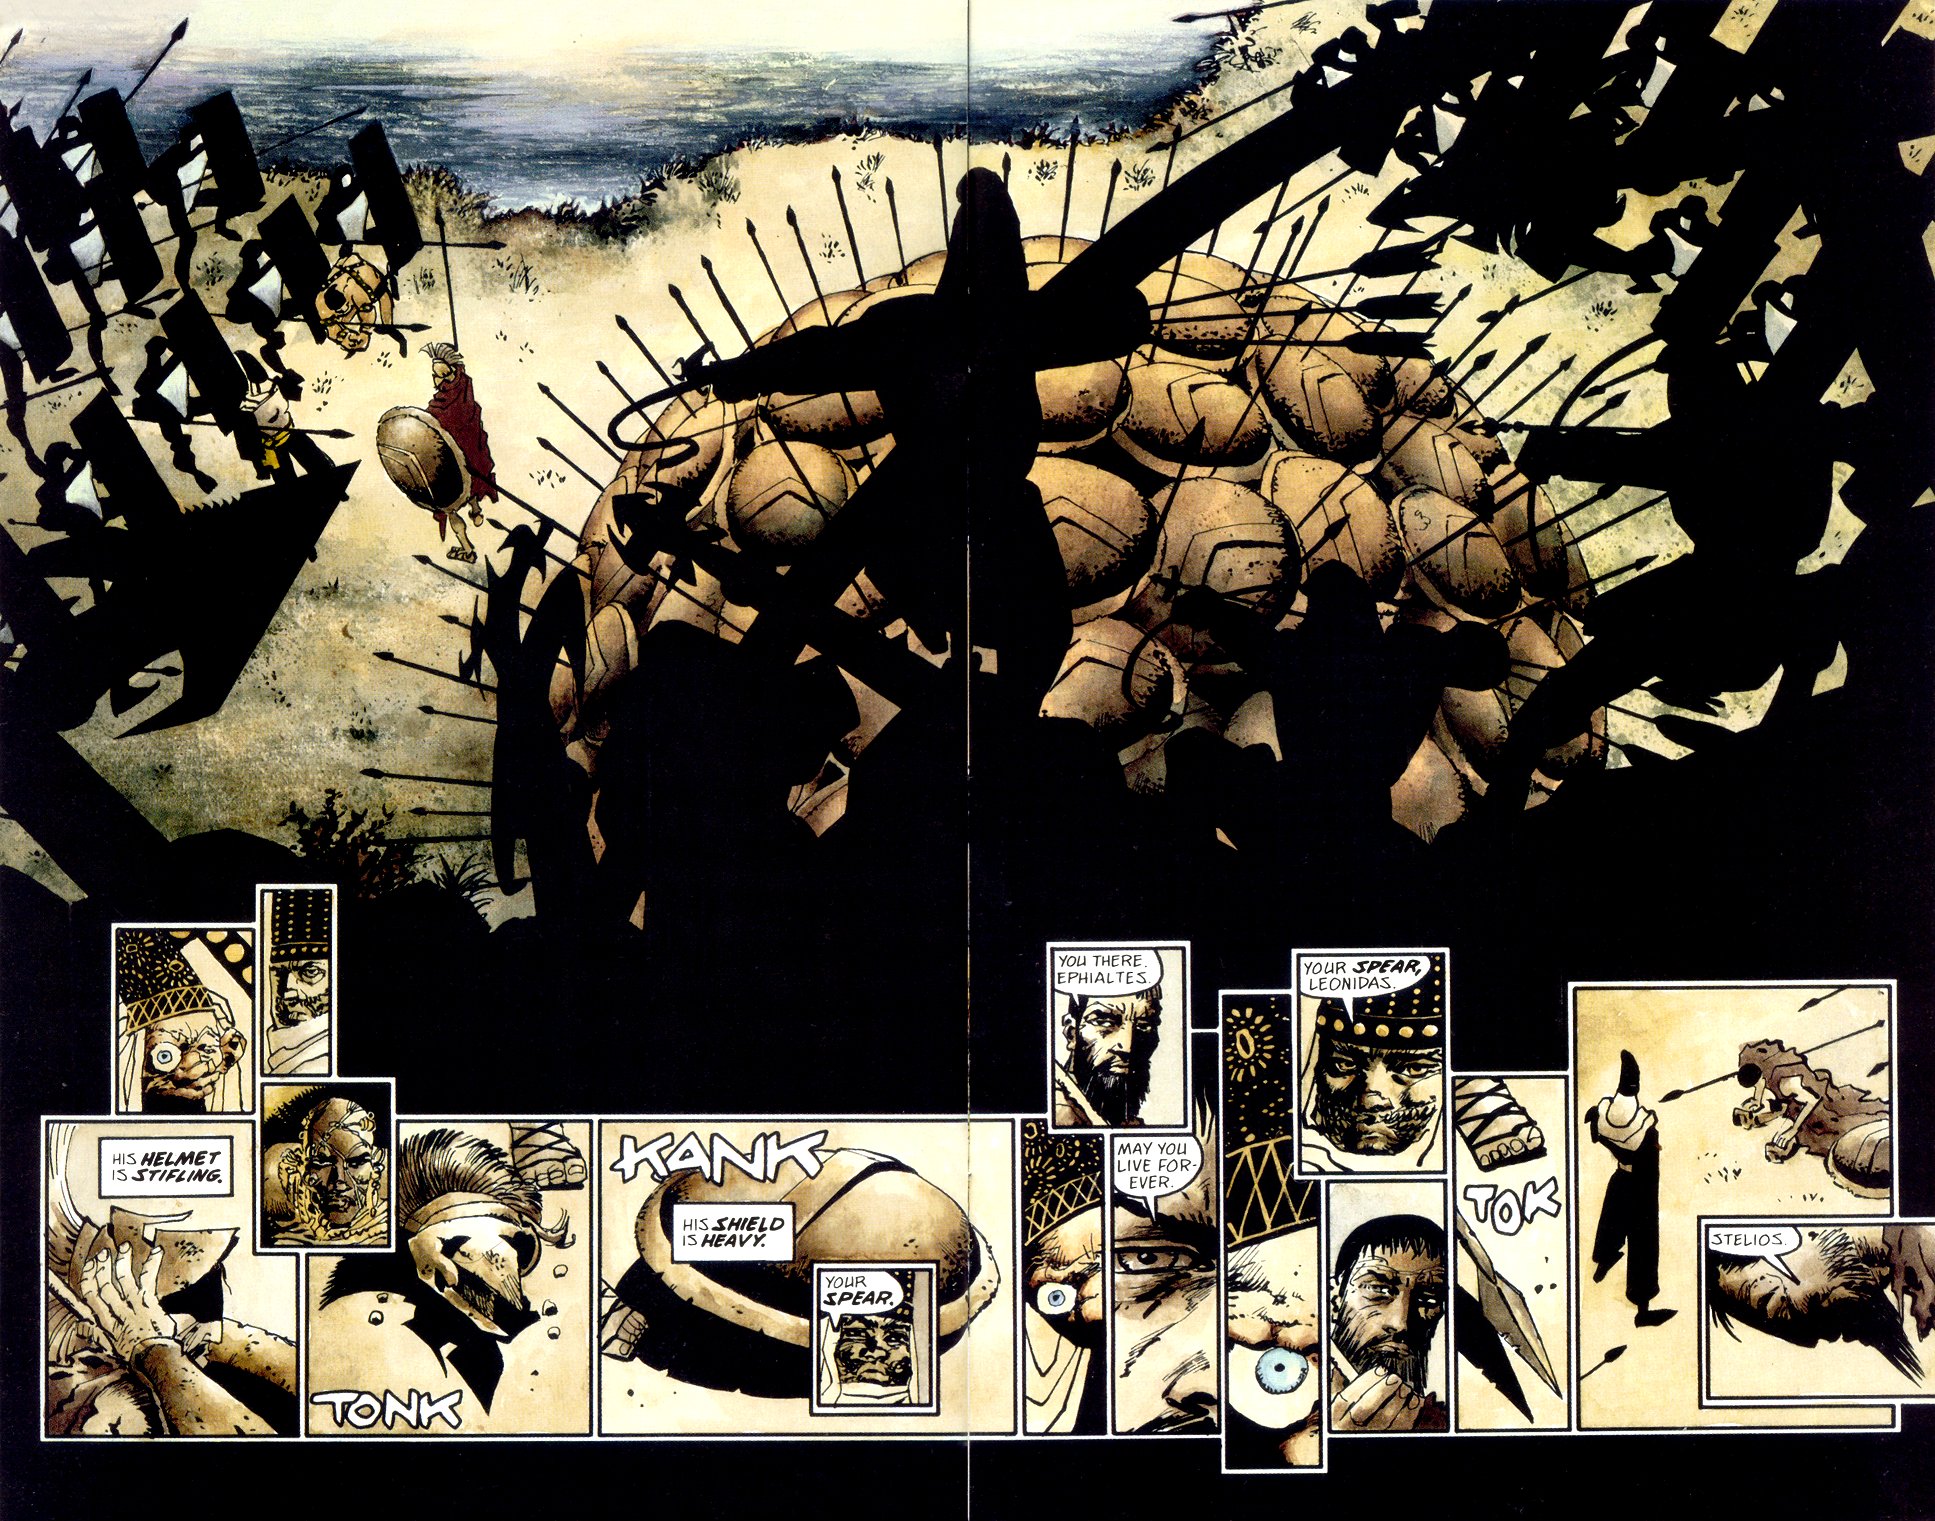 HIS HELMET
IS STIFLING.
TONK
KANK
HIS SHIELD
IS HEAVY.
YOUR
SPEAR.
YOU THERE.
EPHIALTES.
MAY YOU
LIVE FOR-
EVER.
YOUR SPEAR,
LEONIDAS.
TOK
STELIOS.